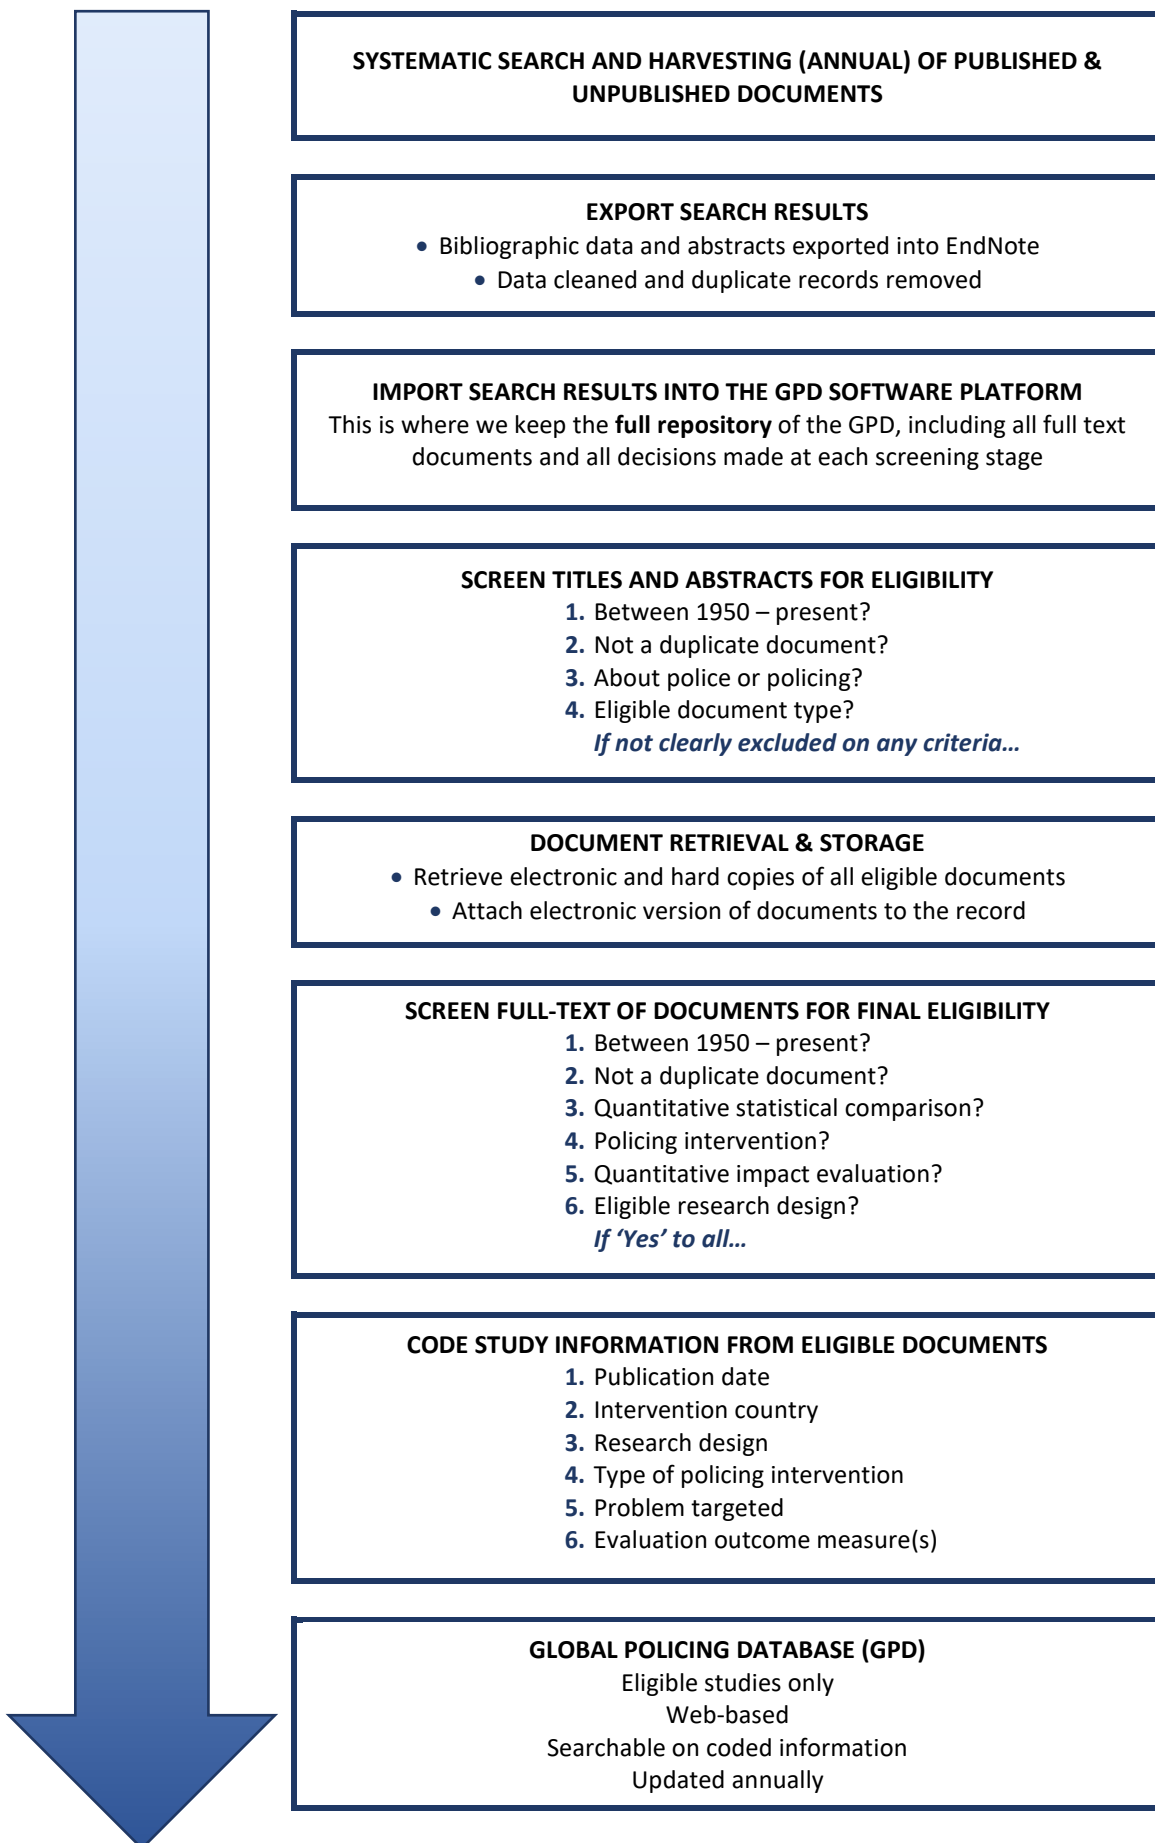 SYSTEMATIC SEARCH AND HARVESTING (ANNUAL) OF PUBLISHED &
UNPUBLISHED DOCUMENTS
EXPORT SEARCH RESULTS
• Bibliographic data and abstracts exported into EndNote
• Data cleaned and duplicate records removed
IMPORT SEARCH RESULTS INTO THE GPD SOFTWARE PLATFORM
This is where we keep the full repository of the GPD, including all full text
documents and all decisions made at each screening stage
SCREEN TITLES AND ABSTRACTS FOR ELIGIBILITY
1. Between 1950 – present?
2. Not a duplicate document?
3. About police or policing?
4. Eligible document type?
If not clearly excluded on any criteria…
DOCUMENT RETRIEVAL & STORAGE
• Retrieve electronic and hard copies of all eligible documents
• Attach electronic version of documents to the record
SCREEN FULL-TEXT OF DOCUMENTS FOR FINAL ELIGIBILITY
1. Between 1950 – present?
2. Not a duplicate document?
3. Quantitative statistical comparison?
4. Policing intervention?
5. Quantitative impact evaluation?
6. Eligible research design?
If ‘Yes’ to all…
CODE STUDY INFORMATION FROM ELIGIBLE DOCUMENTS
1. Publication date
2. Intervention country
3. Research design
4. Type of policing intervention
5. Problem targeted
6. Evaluation outcome measure(s)
GLOBAL POLICING DATABASE (GPD)
Eligible studies only
Web-based
Searchable on coded information
Updated annually